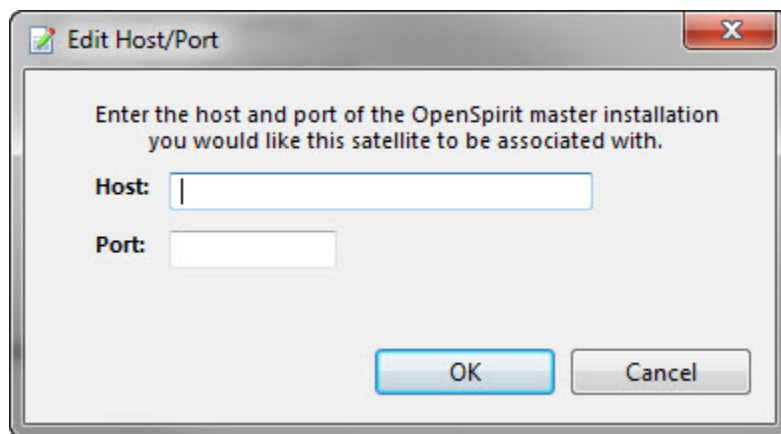 Edit Host/Port
Enter the host and port of the OpenSpirit master installation
you would like this satellite to be associated with.
Host:
Port:
OK
Cancel